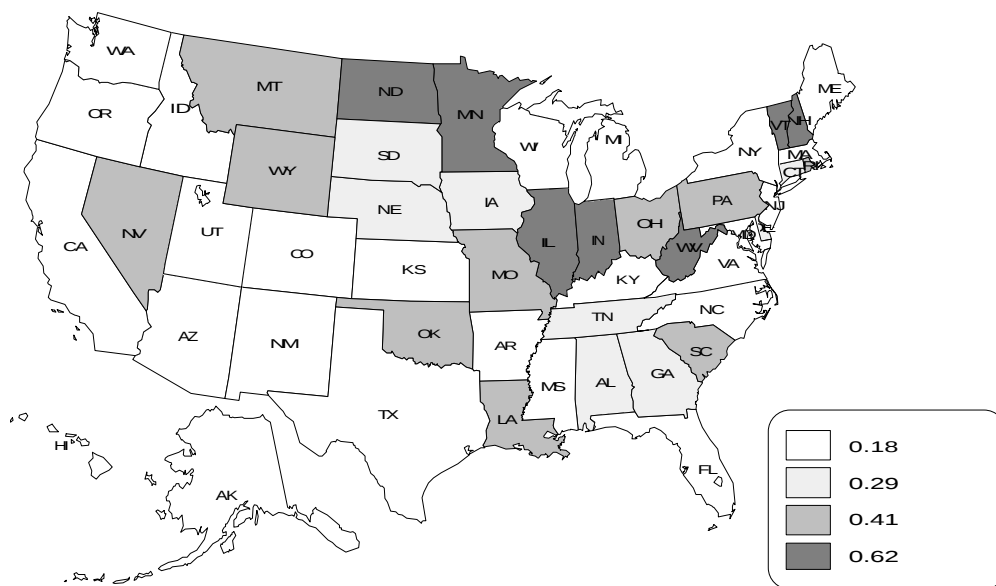 WA
OR
CA
ID
NV
MT
WY
UT
AZ
CO
NM
ND
SD
NE
KS
OK
TX
MN
IA
MO
AR
LA
WI
IL
MI
IN
OH
KY
TN
MS
AL
GA
FL
SC
NC
VA
WV
PA
NY
VT
NH
ME
MA
CT
NJ
HI
AK
0.18
0.29
0.41
0.62